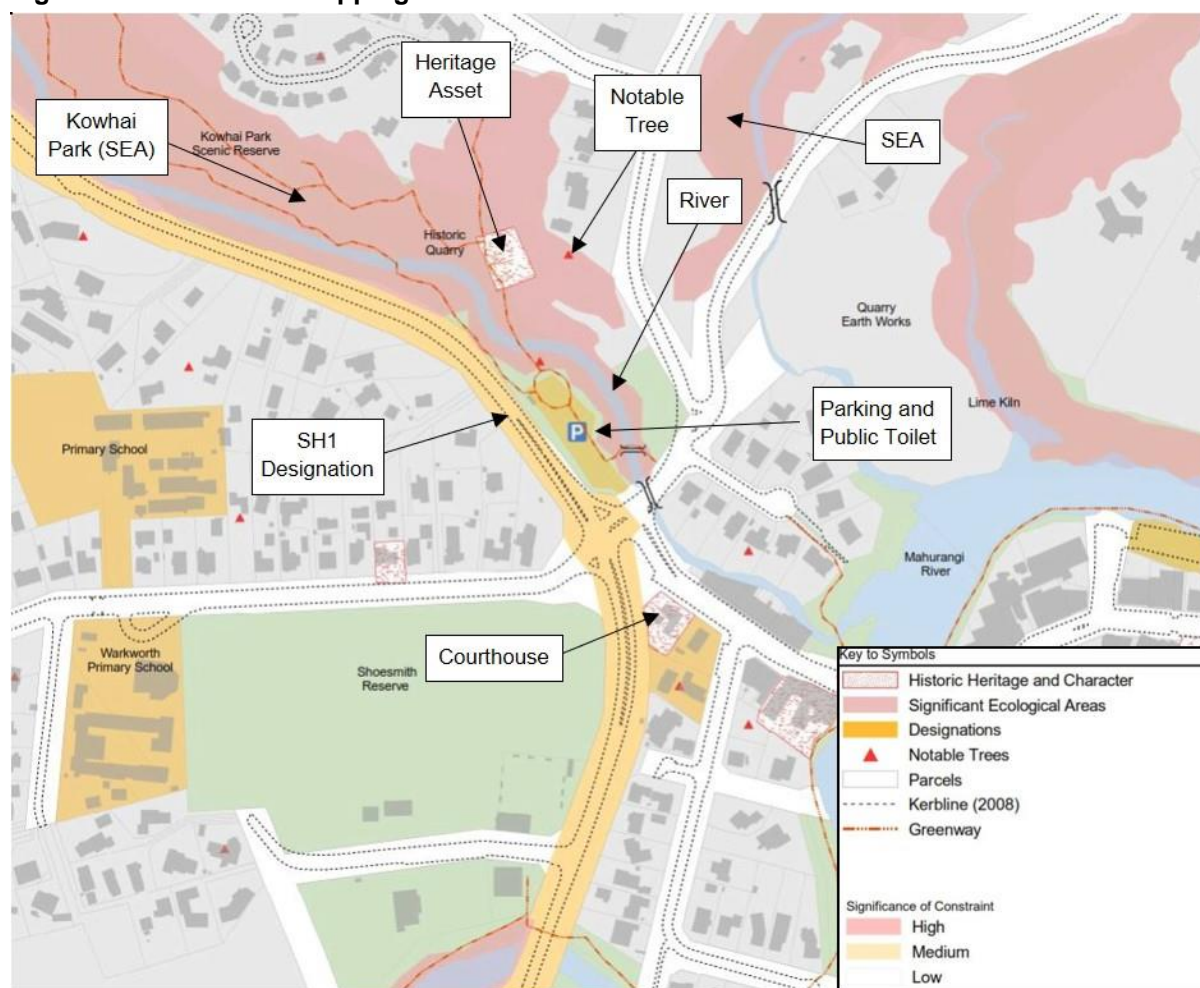 pping
Heritage
Asset
Notable
Tree
Kowhai
Park (SEA)
Kowhai Park
Scenic Reserve
SEA
River
Historic
Quarry
Quarry
Earth Works
Lime Kiln
Parking and
Public Toilet
P
SH1
Designation
Primary School
Mahurangi
River
Courthouse
Warkworth
Primary School
Shoesmith
Reserve
Key to Symbols
Historic Heritage and Character
Significant Ecological Areas
Designations
Notable Trees
Parcels
Kerbline (2008)
Greenway
Significance of Constraint
High
Medium
Low